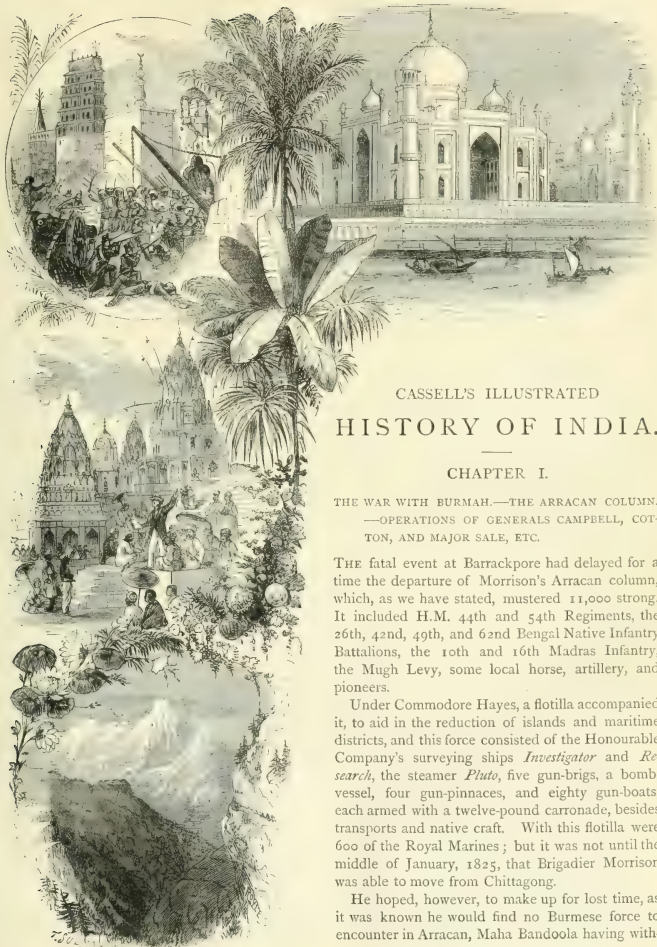 CASSELL'S ILLUSTRATED
HISTORY OF INDIA.
CHAPTER I.
THE WAR WITH BURMAH.—THE ARRACAN COLUMN.
—OPERATIONS OF GENERALS CAMPBELL, COT-
TON, AND MAJOR SALE, ETC.
THE fatal event at Barrackpore had delayed for a
time the departure of Morrison's Arracan column,
which, as we have stated, mustered 11,000 strong.
It included H.M. 44th and 54th Regiments, the
26th, 42nd, 49th, and 62nd Bengal Native Infantry
Battalions, the 10th and 16th Madras Infantry,
the Mugh Levy, some local horse, artillery, and
pioneers.
Under Commodore Hayes, a flotilla accompanied
it, to aid in the reduction of islands and maritime
districts, and this force consisted of the Honourable
Company's surveying ships Investigator and Re-
search, the steamer Pluto, five gun-brigs, a bomb
vessel, four gun-pinnaces, and eighty gun-boats
each armed with a twelve-pound carronade, besides
transports and native craft. With this flotilla were
600 of the Royal Marines; but it was not until the
middle of January, 1825, that Brigadier Morrison
was able to move from Chittagong.
He hoped, however, to make up for lost time, as
it was known he would find no Burmese force to
encounter in Arracan, Maha Bandoola having with-